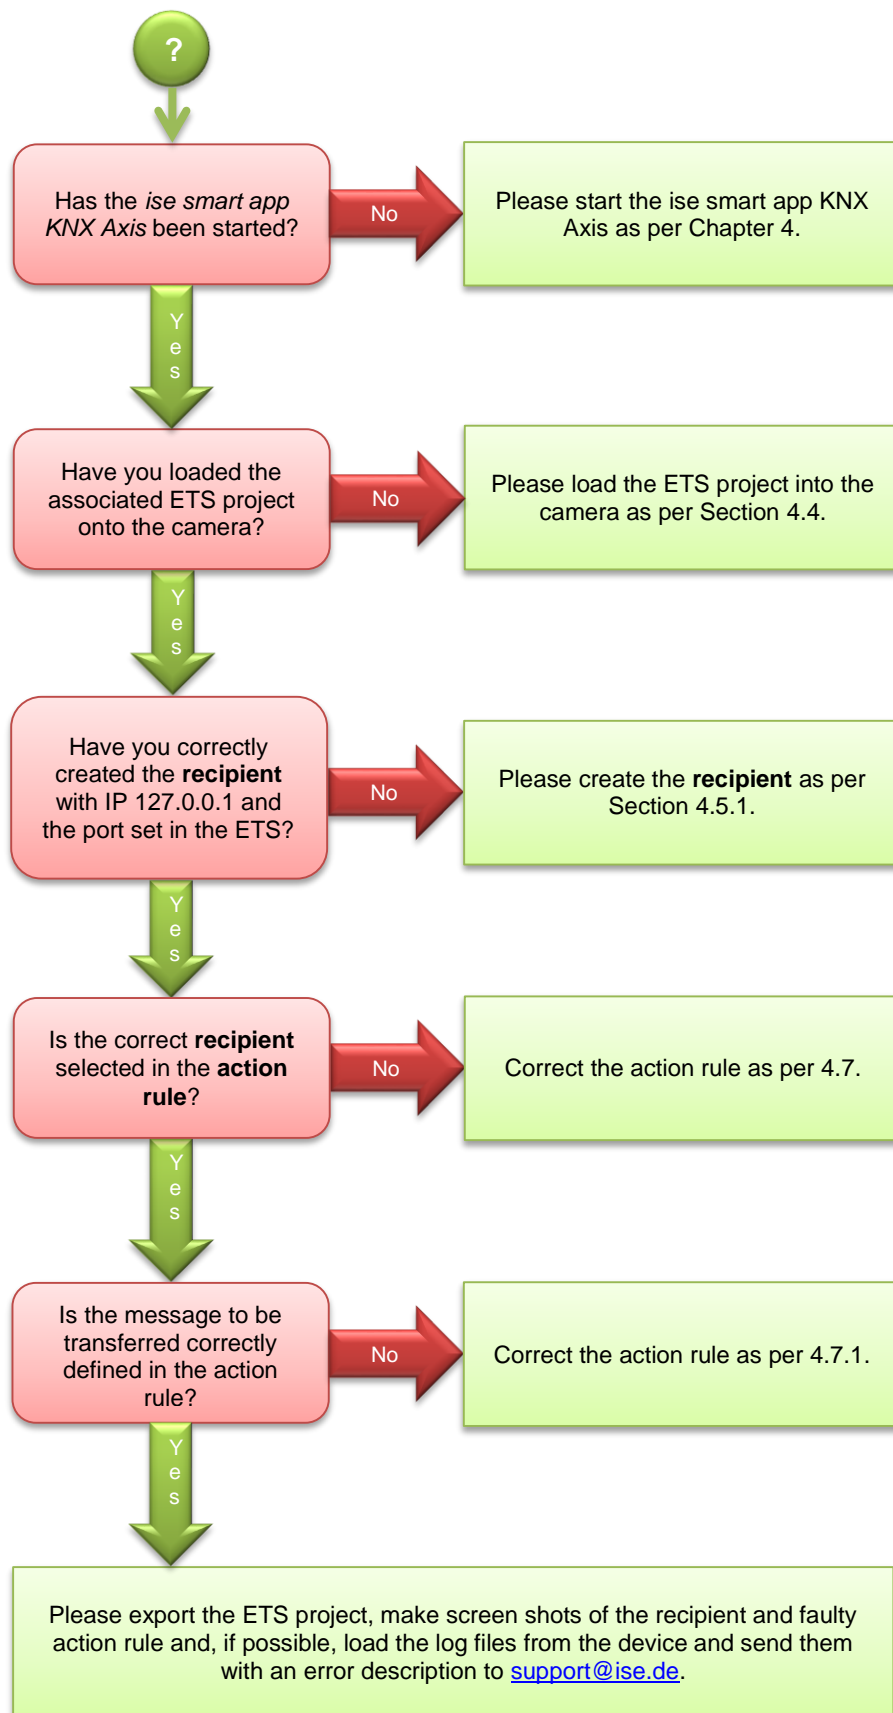 ?
Has the ise smart app
KNX Axis been started?
No
Please start the ise smart app KNX
Axis as per Chapter 4.
Yes
Have you loaded the
associated ETS project
onto the camera?
No
Please load the ETS project into the
camera as per Section 4.4.
Yes
Have you correctly
created the recipient
with IP 127.0.0.1 and
the port set in the ETS?
No
Please create the recipient as per
Section 4.5.1.
Yes
Is the correct recipient
selected in the action
rule?
No
Correct the action rule as per 4.7.
Yes
Is the message to be
transferred correctly
defined in the action
rule?
No
Correct the action rule as per 4.7.1.
Yes
Please export the ETS project, make screen shots of the recipient and faulty
action rule and, if possible, load the log files from the device and send them
with an error description to support@ise.de.